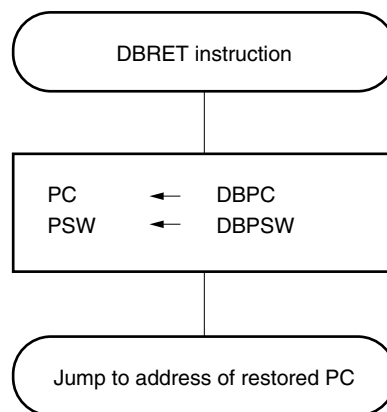 DBRET instruction
PC ← DBPC
PSW ← DBPSW
Jump to address of restored PC